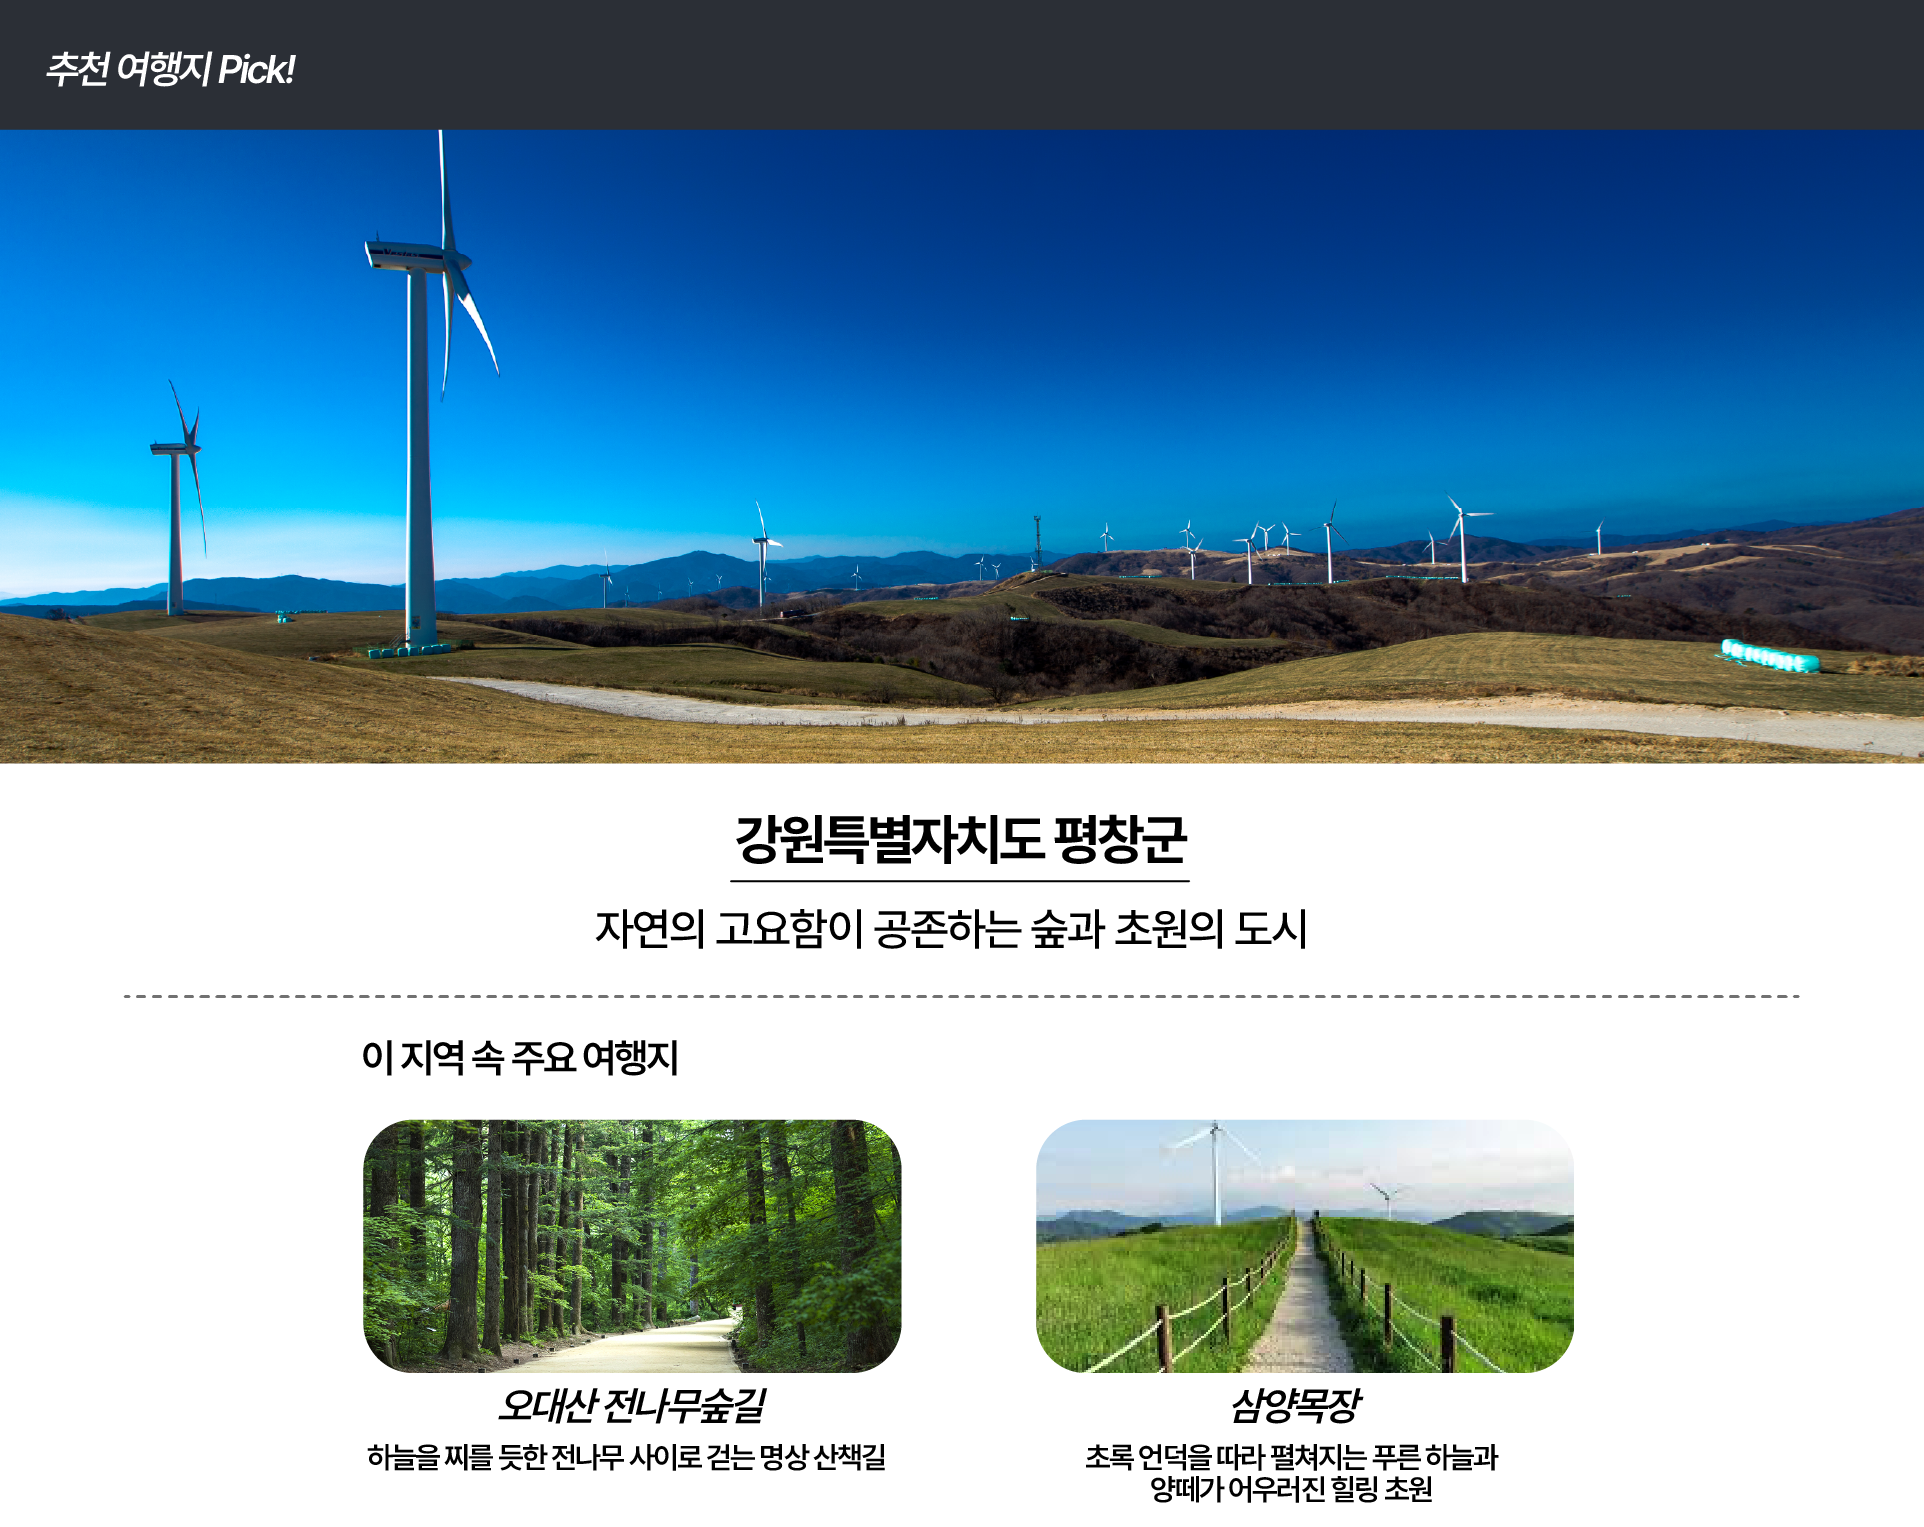 추천 여행지 Pick!
강원특별자치도 평창군
자연의 고요함이 공존하는 숲과 초원의 도시
이 지역 속 주요 여행지
오대산 전나무숲길
하늘을 찌를 듯한 전나무 사이로 걷는 명상 산책길
삼양목장
초록 언덕을 따라 펼쳐지는 푸른 하늘과
양떼가 어우러진 힐링 초원